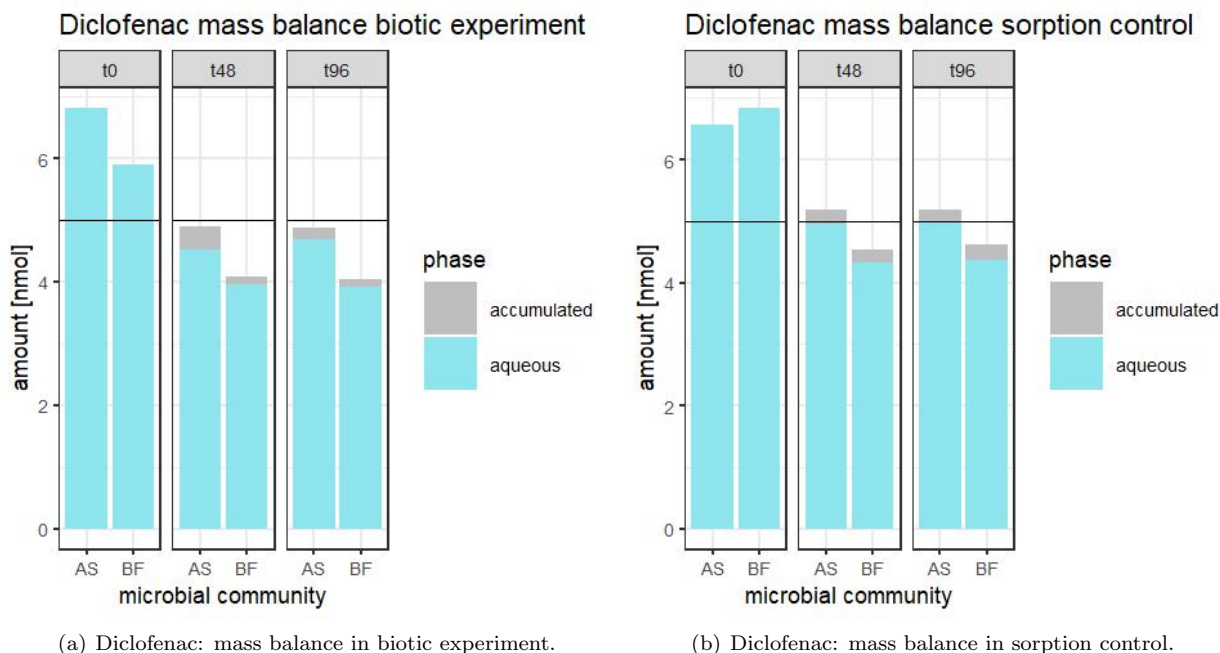 Diclofenac mass balance biotic experiment
t0 t48 t96
amount [nmol]
6
4
2
0
AS BF AS BF AS BF
microbial community
phase
accumulated
aqueous
(a) Diclofenac: mass balance in biotic experiment.
Diclofenac mass balance sorption control
t0 t48 t96
amount [nmol]
6
4
2
0
AS BF AS BF AS BF
microbial community
phase
accumulated
aqueous
(b) Diclofenac: mass balance in sorption control.